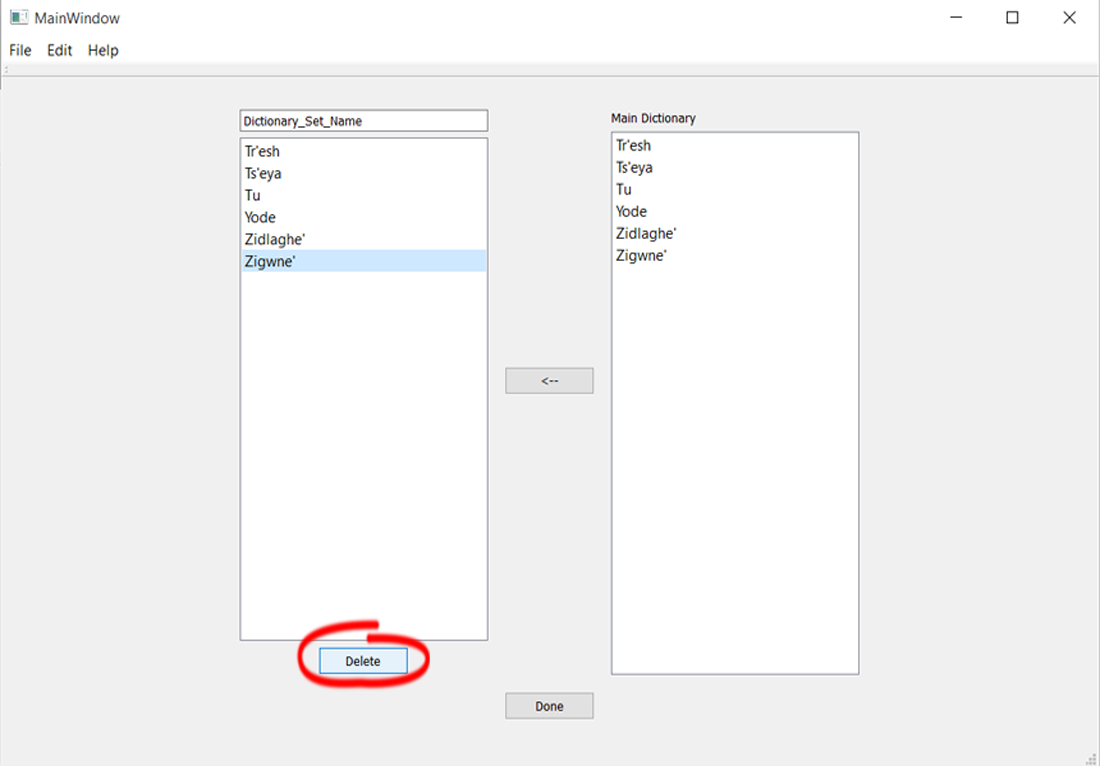 MainWindow
File Edit Help
Dictionary_Set_Name
Tr'esh
Ts'eya
Tu
Yode
Zidlaghe'
Zigwne'
Delete
<--
Done
Main Dictionary
Tr'esh
Ts'eya
Tu
Yode
Zidlaghe'
Zigwne'